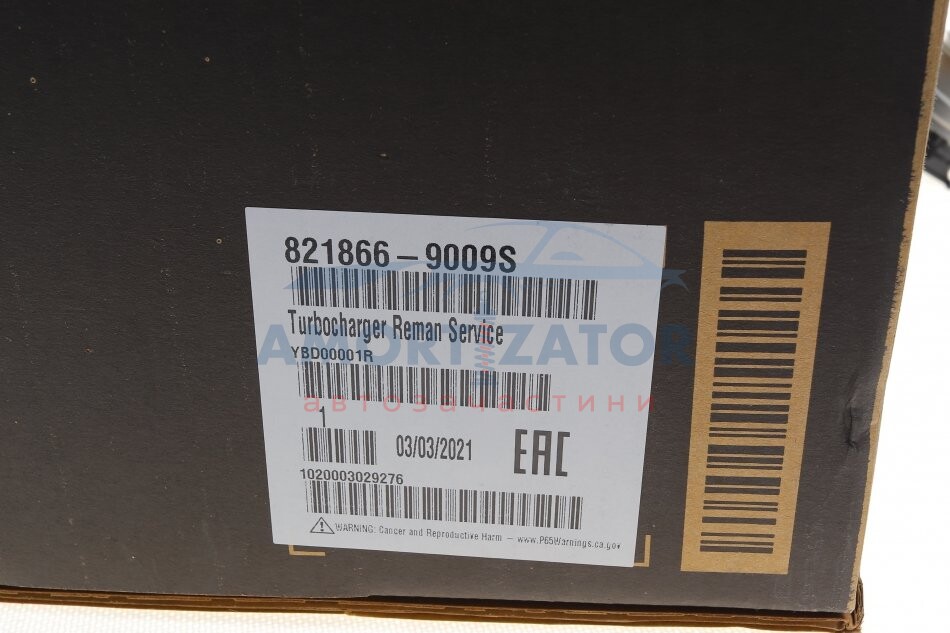 821866-9009S
Turbocharger Reman Service
YBD00001R
AMORTIZATOR
автозапчастини
1
03/03/2021
EAC
1020003029276
WARNING: Cancer and Reproductive Harm - www.P65Warnings.ca.gov